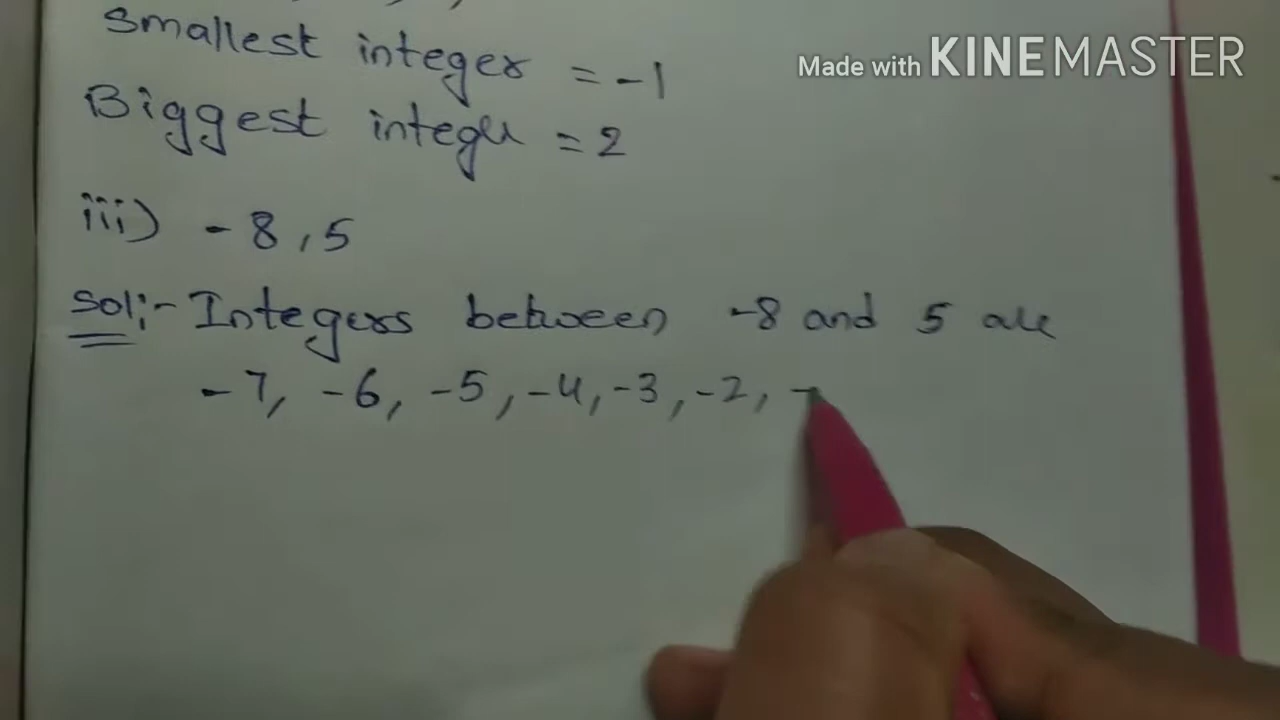 Smallest integer = -1
Made with KINEMASTER
Biggest integer = 2
iii) -8, 5
Sol:- Integers between -8 and 5 are
-7, -6, -5, -4, -3, -2, -